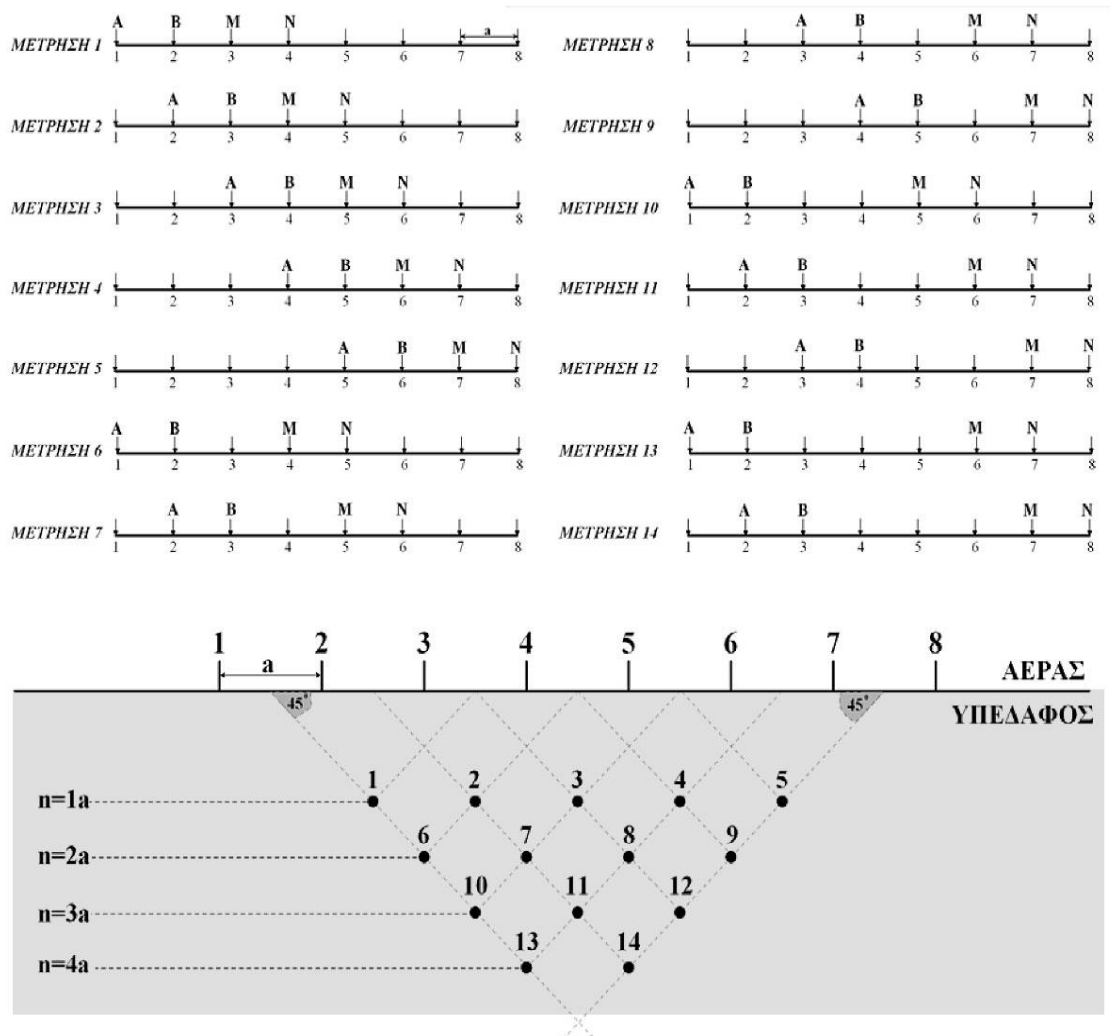 A B M N
ΜΕΤΡΗΣΗ 1
a
1 2 3 4 5 6 7 8
A B M N
ΜΕΤΡΗΣΗ 2
1 2 3 4 5 6 7 8
A B M N
ΜΕΤΡΗΣΗ 3
1 2 3 4 5 6 7 8
A B M N
ΜΕΤΡΗΣΗ 4
1 2 3 4 5 6 7 8
A B M N
ΜΕΤΡΗΣΗ 5
1 2 3 4 5 6 7 8
A B M N
ΜΕΤΡΗΣΗ 6
1 2 3 4 5 6 7 8
A B M N
ΜΕΤΡΗΣΗ 7
1 2 3 4 5 6 7 8
A B M N
ΜΕΤΡΗΣΗ 8
1 2 3 4 5 6 7 8
A B M N
ΜΕΤΡΗΣΗ 9
1 2 3 4 5 6 7 8
A B M N
ΜΕΤΡΗΣΗ 10
1 2 3 4 5 6 7 8
A B M N
ΜΕΤΡΗΣΗ 11
1 2 3 4 5 6 7 8
A B M N
ΜΕΤΡΗΣΗ 12
1 2 3 4 5 6 7 8
A B M N
ΜΕΤΡΗΣΗ 13
1 2 3 4 5 6 7 8
A B M N
ΜΕΤΡΗΣΗ 14
1 2 3 4 5 6 7 8
1 2 3 4 5 6 7 8
a
ΑΕΡΑΣ
45° 45°
ΥΠΕΔΑΦΟΣ
1 2 3 4 5
n=1a
6 7 8 9
n=2a
10 11 12
n=3a
13 14
n=4a